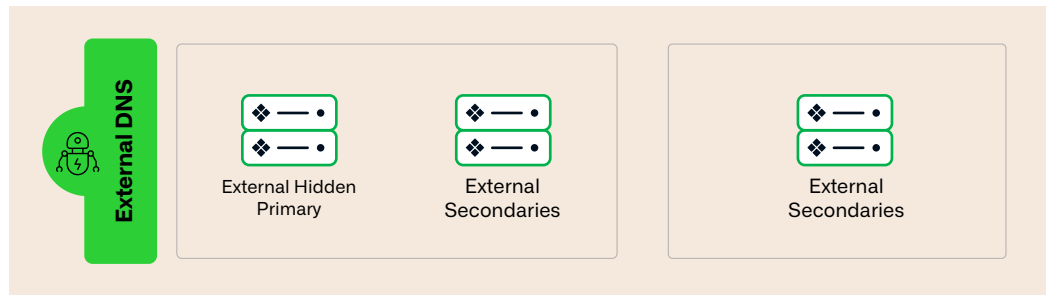 External DNS
External Hidden
Primary
External
Secondaries
External
Secondaries